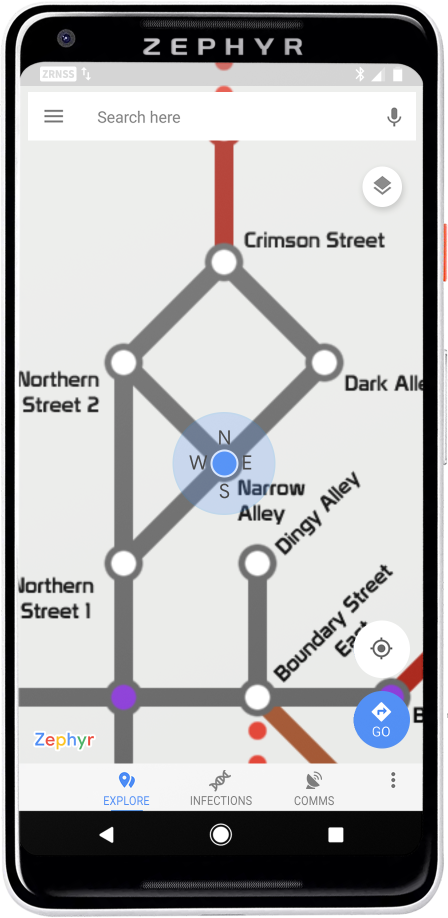 ZEPHYR
ZRNSS
Search here
Crimson Street
Northern
Street 2
Dark Alle
N
W E
S
Narrow
Alley
Dingy Alley
Northern
Street 1
Boundary Street
East
B
Zephyr
GO
EXPLORE
INFECTIONS
COMMS